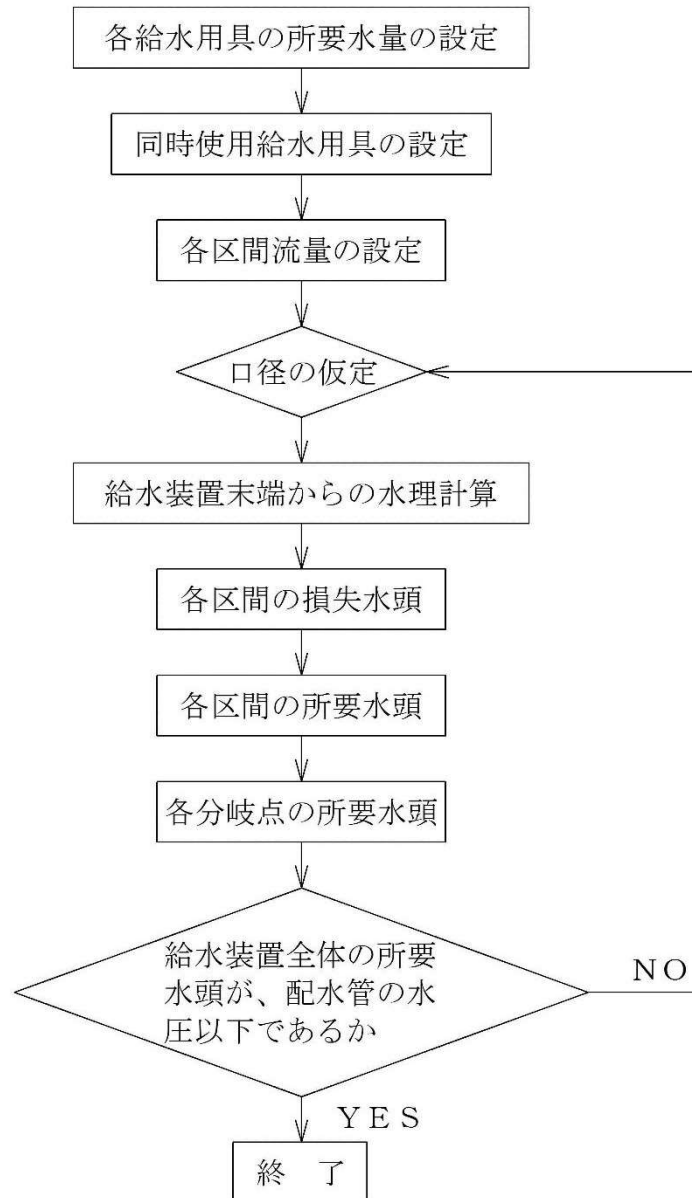 各給水用具の所要水量の設定
同時使用給水用具の設定
各区間流量の設定
口径の仮定
給水装置末端からの水理計算
各区間の損失水頭
各区間の所要水頭
各分岐点の所要水頭
給水装置全体の所要
水頭が、配水管の水
圧以下であるか
NO
YES
終 了